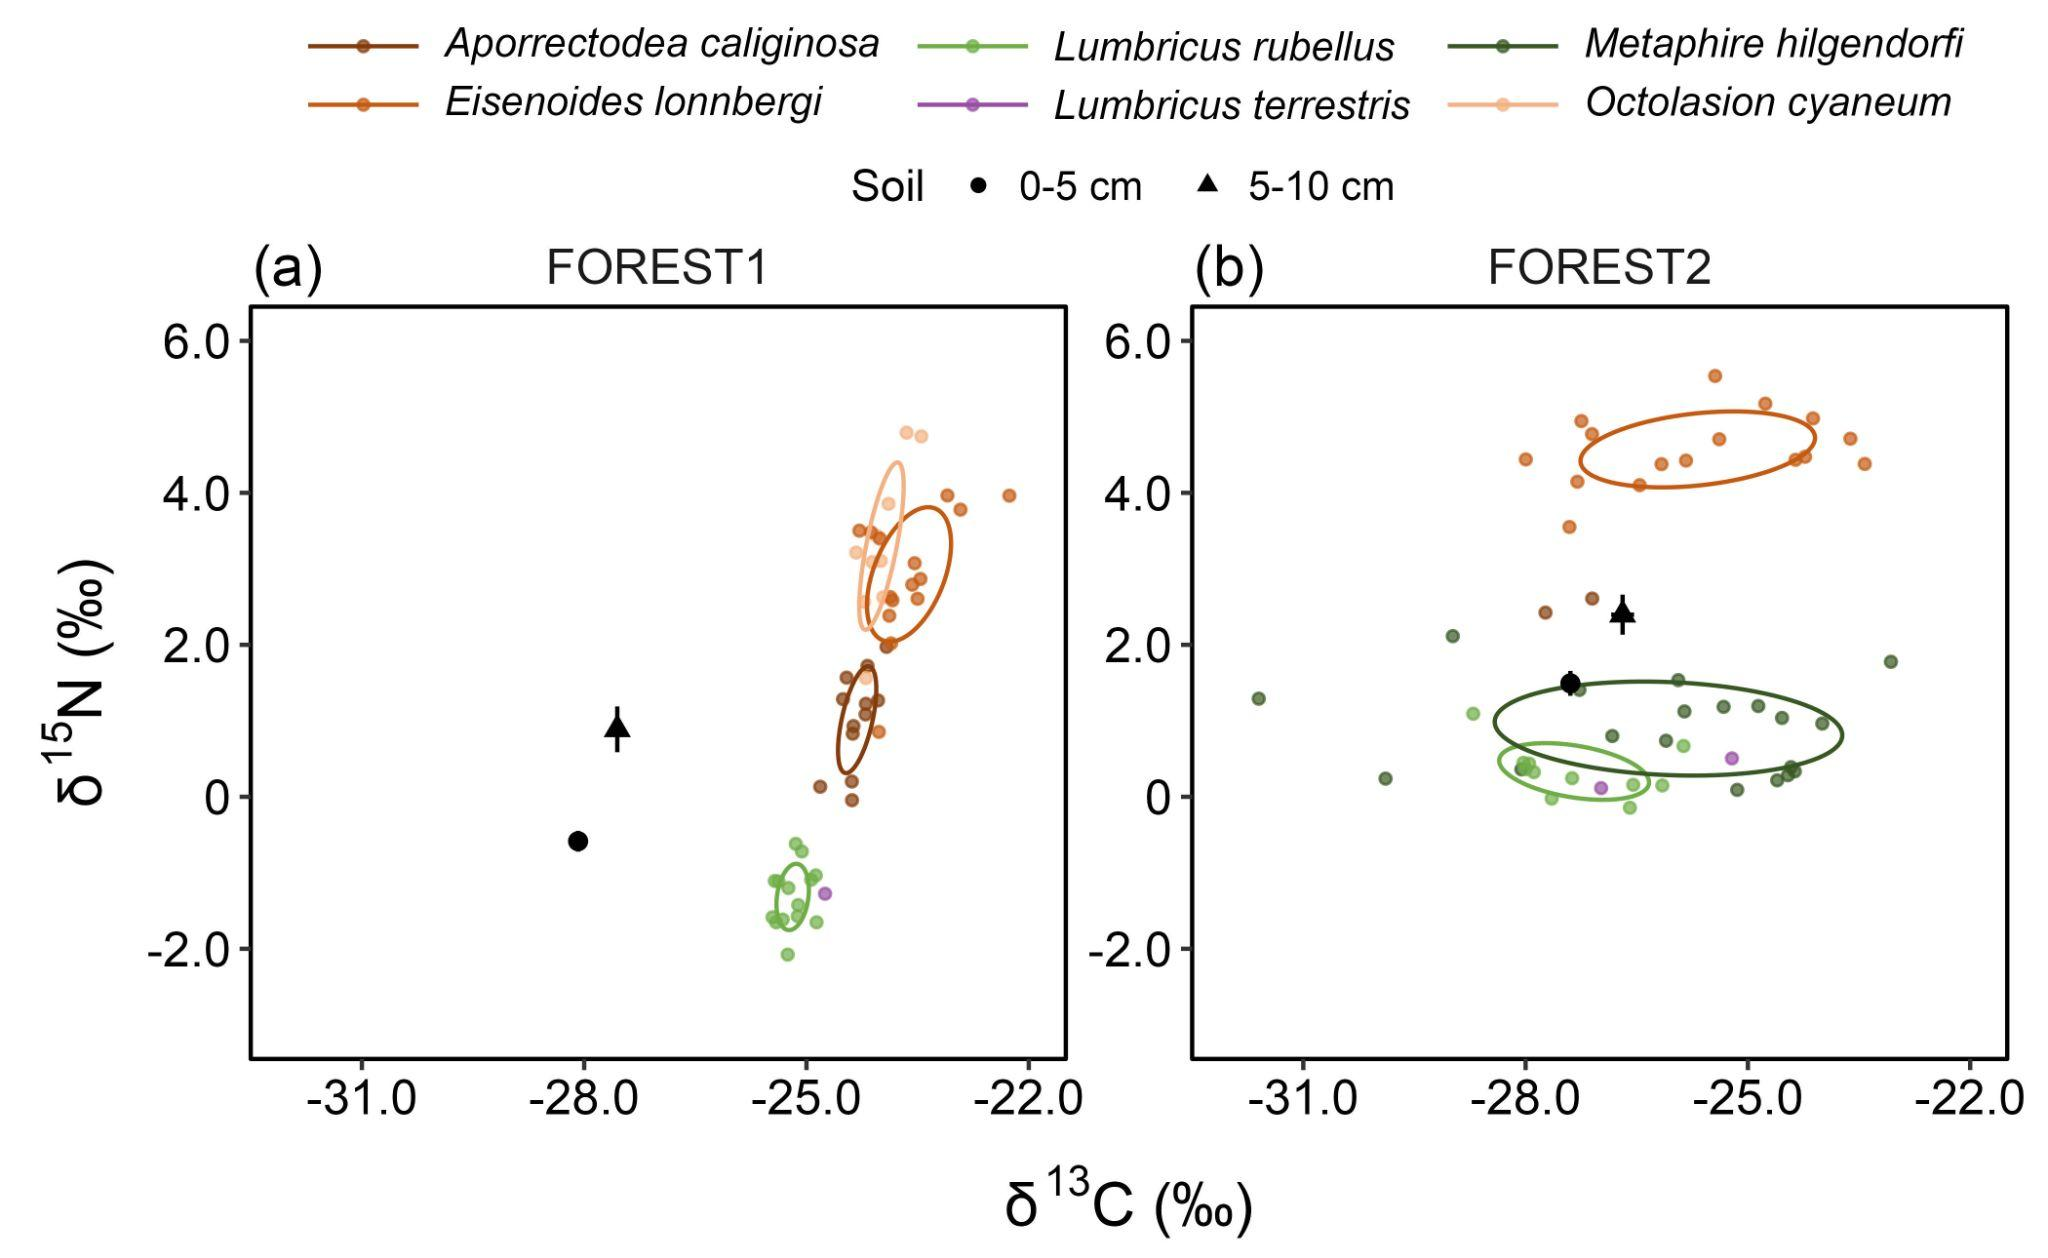 Aporrectodea caliginosa Lumbricus rubellus Metaphire hilgendorfi
Eisenoides lonnbergi Lumbricus terrestris Octolasion cyaneum
Soil 0-5 cm 5-10 cm
(a) FOREST1
(b) FOREST2
6.0
4.0
2.0
0
-2.0
6.0
4.0
2.0
0
-2.0
-31.0 -28.0 -25.0 -22.0
-31.0 -28.0 -25.0 -22.0
δ 15N (‰)
δ 13C (‰)